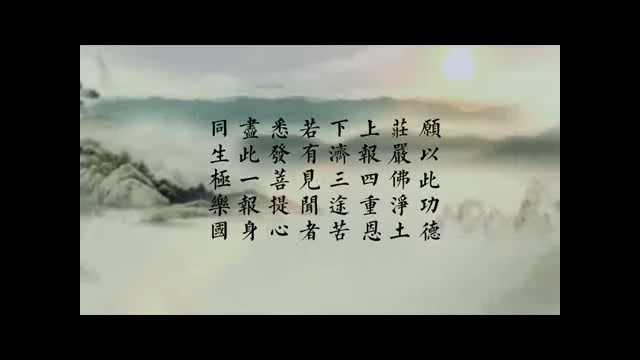 願以此功德
莊嚴佛淨土
上報四重恩
下濟三途苦
若有見聞者
悉發菩提心
盡此一報身
同生極樂國